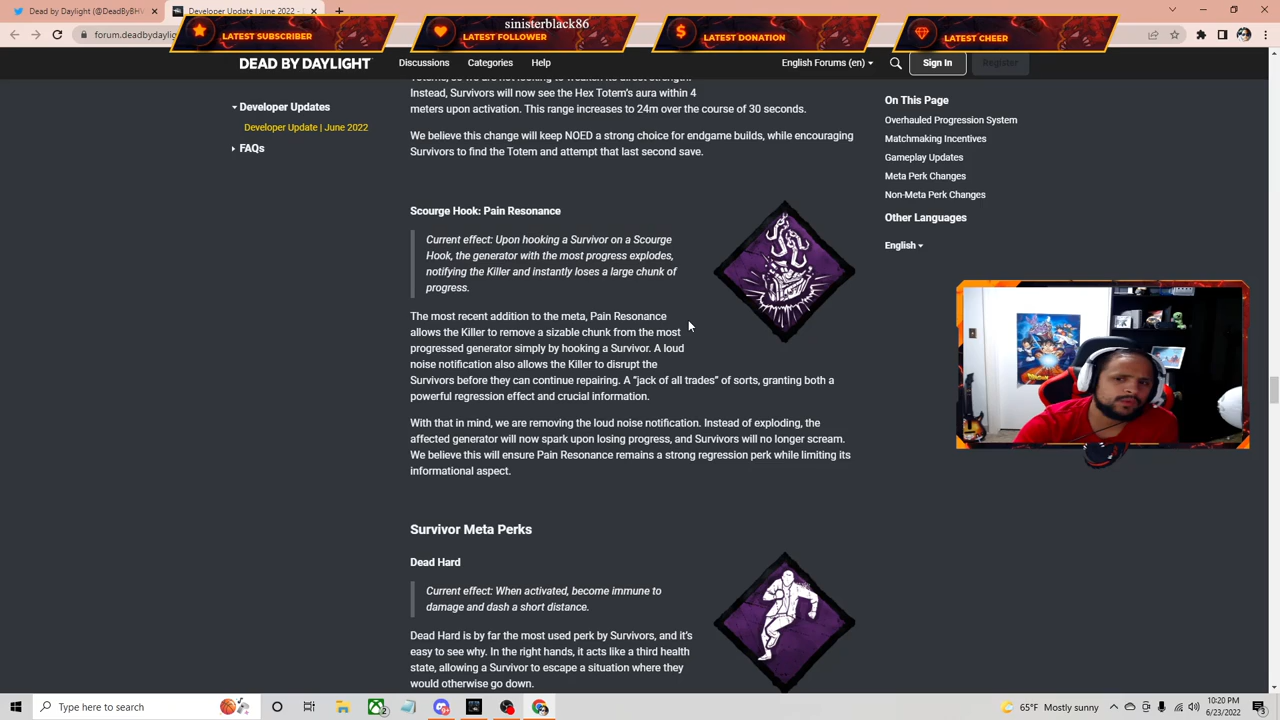 Dead by Daylight (@DeadByBHV
Developer Update | June 2022 - De
forum.deadbydaylig
LATEST SUBSCRIBER
sinisterblack86
LATEST FOLLOWER
LATEST DONATION
LATEST CHEER
DEAD BY DAYLIGHT
Discussions
Categories
Help
English Forums (en)
Sign In
Register
Developer Updates
Developer Update | June 2022
FAQs
Instead, Survivors will now see the Hex Totem's aura within 4
meters upon activation. This range increases to 24m over the course of 30 seconds.
We believe this change will keep NOED a strong choice for endgame builds, while encouraging
Survivors to find the Totem and attempt that last second save.
Scourge Hook: Pain Resonance
Current effect: Upon hooking a Survivor on a Scourge
Hook, the generator with the most progress explodes,
notifying the Killer and instantly loses a large chunk of
progress.
The most recent addition to the meta, Pain Resonance
allows the Killer to remove a sizable chunk from the most
progressed generator simply by hooking a Survivor. A loud
noise notification also allows the Killer to disrupt the
Survivors before they can continue repairing. A “jack of all trades” of sorts, granting both a
powerful regression effect and crucial information.
With that in mind, we are removing the loud noise notification. Instead of exploding, the
affected generator will now spark upon losing progress, and Survivors will no longer scream.
We believe this will ensure Pain Resonance remains a strong regression perk while limiting its
informational aspect.
Survivor Meta Perks
Dead Hard
Current effect: When activated, become immune to
damage and dash a short distance.
Dead Hard is by far the most used perk by Survivors, and it's
easy to see why. In the right hands, it acts like a third health
state, allowing a Survivor to escape a situation where they
would otherwise go down.
On This Page
Overhauled Progression System
Matchmaking Incentives
Gameplay Updates
Meta Perk Changes
Non-Meta Perk Changes
Other Languages
English
Type here to search
65°F Mostly sunny
10:20 PM
6/23/2022